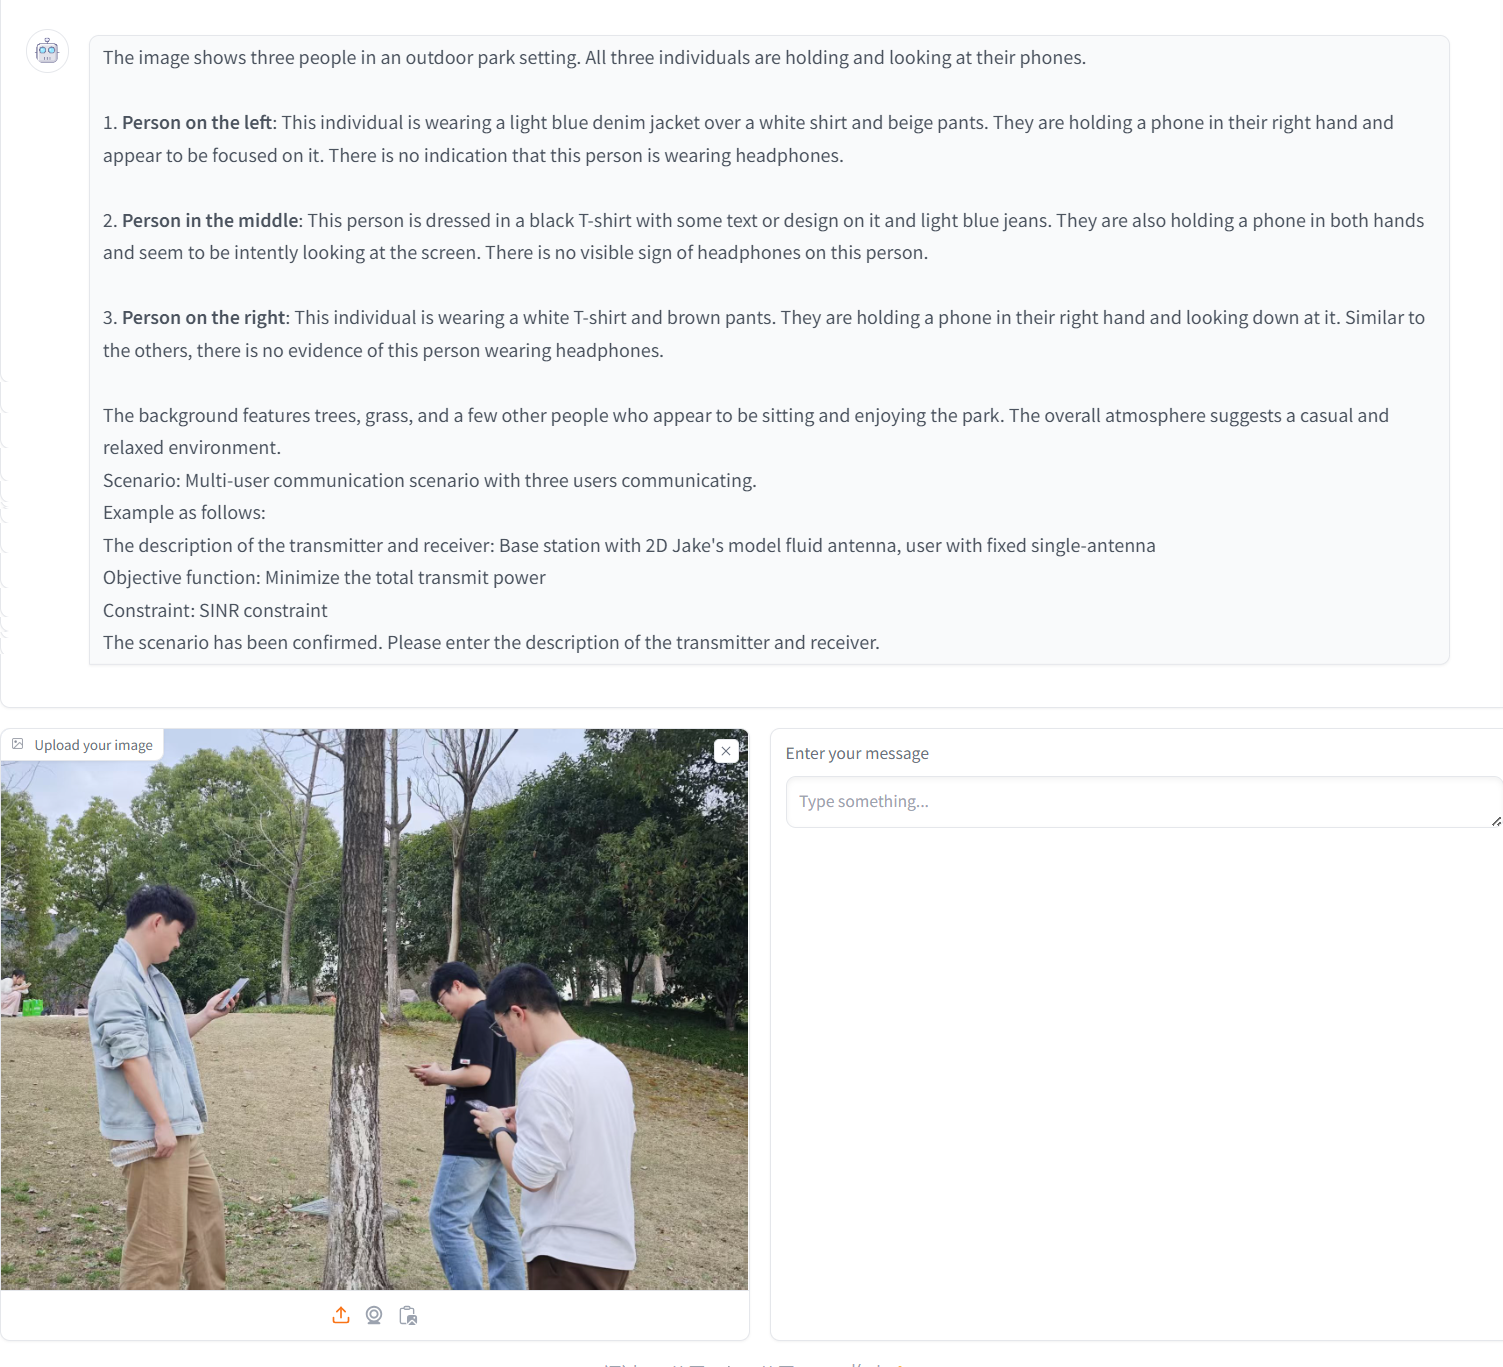 The image shows three people in an outdoor park setting. All three individuals are holding and looking at their phones.
1. Person on the left: This individual is wearing a light blue denim jacket over a white shirt and beige pants. They are holding a phone in their right hand and
appear to be focused on it. There is no indication that this person is wearing headphones.
2. Person in the middle: This person is dressed in a black T-shirt with some text or design on it and light blue jeans. They are also holding a phone in both hands
and seem to be intently looking at the screen. There is no visible sign of headphones on this person.
3. Person on the right: This individual is wearing a white T-shirt and brown pants. They are holding a phone in their right hand and looking down at it. Similar to
the others, there is no evidence of this person wearing headphones.
The background features trees, grass, and a few other people who appear to be sitting and enjoying the park. The overall atmosphere suggests a casual and
relaxed environment.
Scenario: Multi-user communication scenario with three users communicating.
Example as follows:
The description of the transmitter and receiver: Base station with 2D Jake's model fluid antenna, user with fixed single-antenna
Objective function: Minimize the total transmit power
Constraint: SINR constraint
The scenario has been confirmed. Please enter the description of the transmitter and receiver.
Upload your image
Enter your message
Type something...